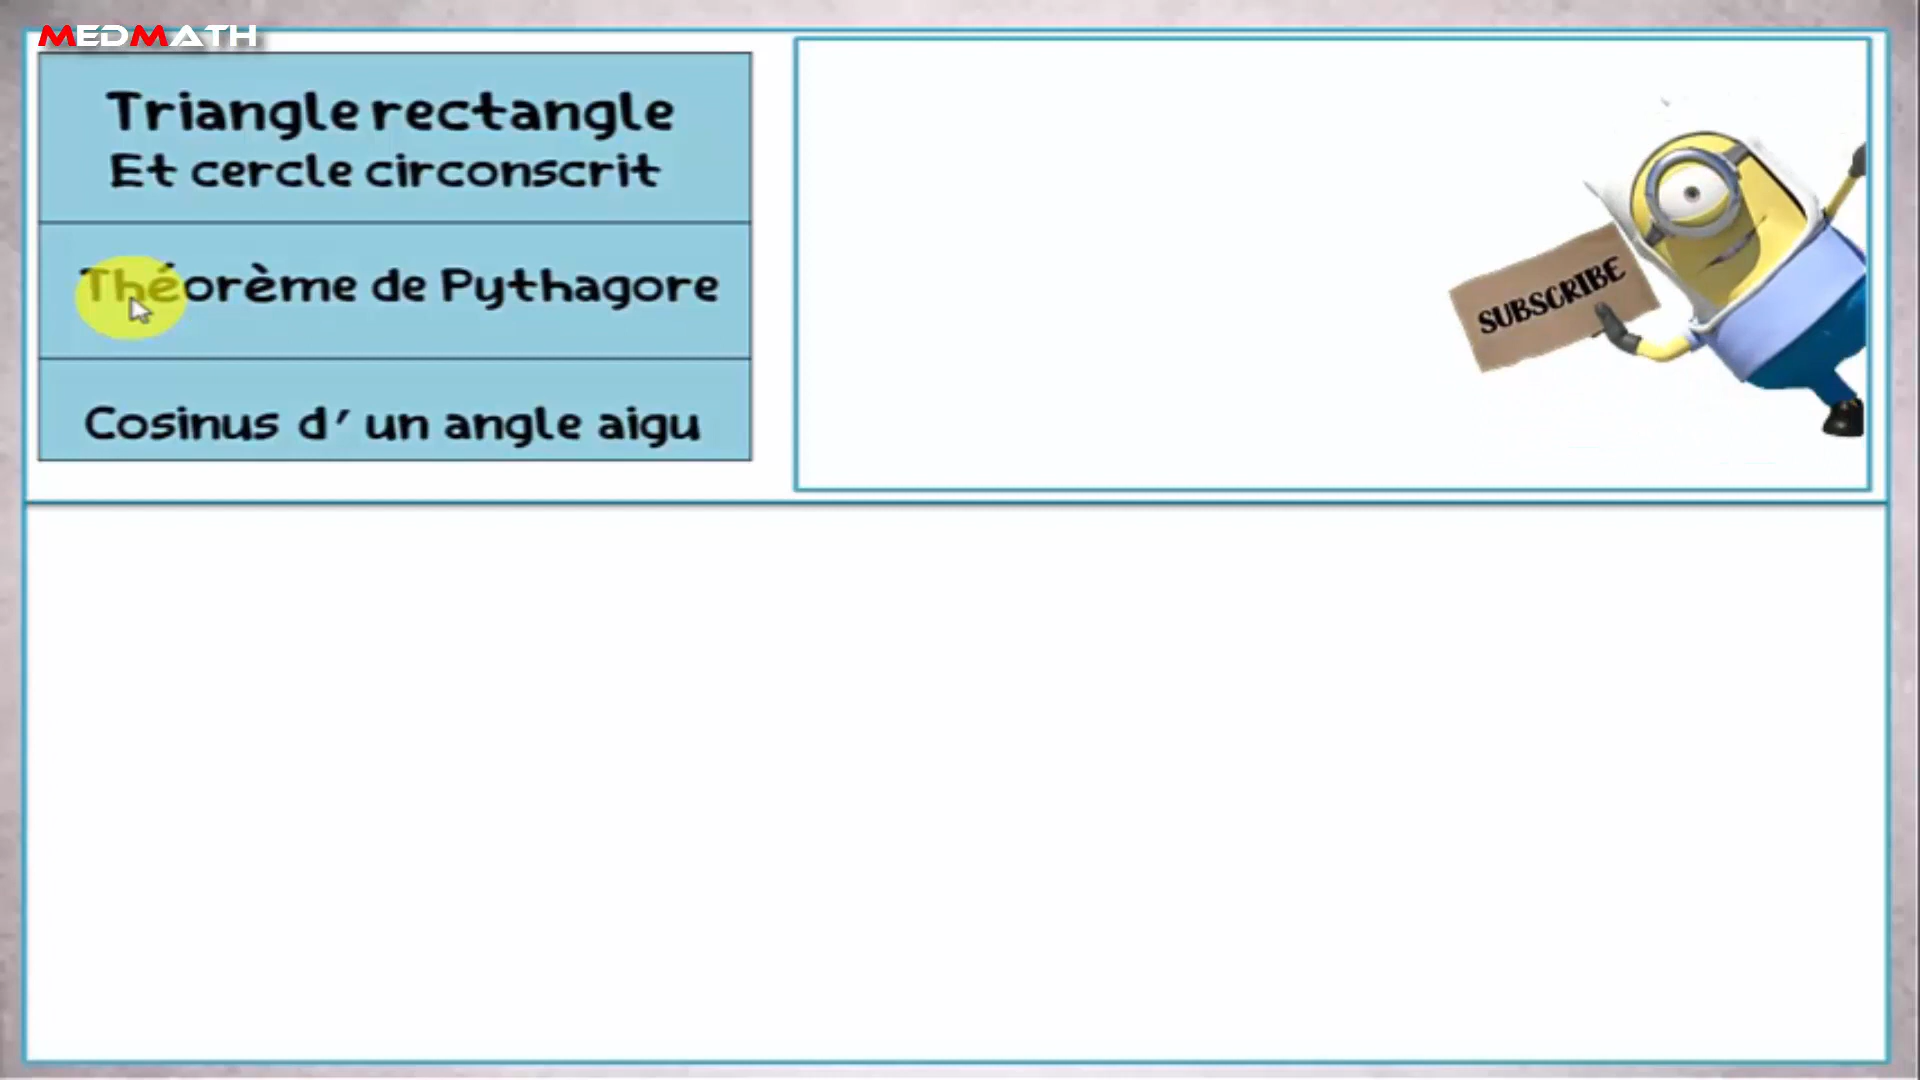 MEDMATH
Triangle rectangle
Et cercle circonscrit
Théorème de Pythagore
Cosinus d' un angle aigu
SUBSCRIBE